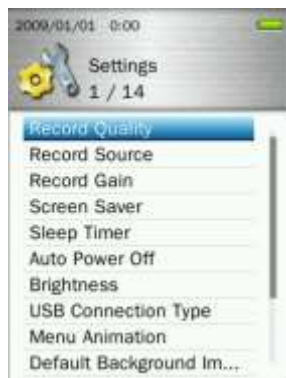 2009/01/01 0:00
Settings
1 / 14
Record Quality
Record Source
Record Gain
Screen Saver
Sleep Timer
Auto Power Off
Brightness
USB Connection Type
Menu Animation
Default Background Im...